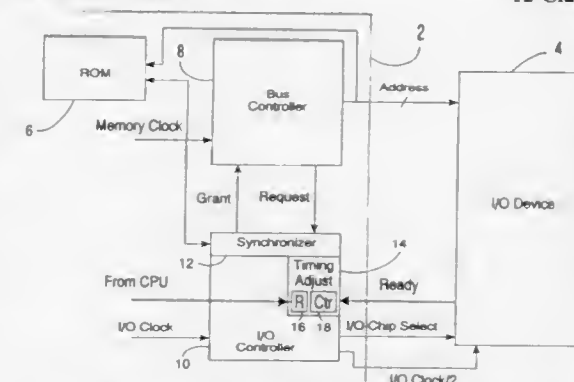 2
4
8
ROM
Bus
Controller
Address
6
Memory Clock
I/O Device
Grant
Request
Synchronizer
12
14
Timing
Adjust
From CPU
Ready
R
Ctr
16
18
I/O Clock
I/O Chip Select
I/O
Controller
10
I/O Clock/2